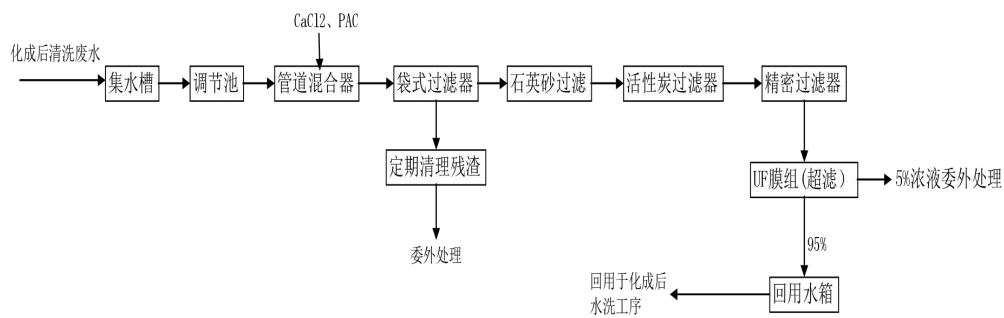 CaCl2、PAC
化成后清洗废水
集水槽
调节池
管道混合器
袋式过滤器
石英砂过滤
活性炭过滤器
精密过滤器
定期清理残渣
委外处理
UF膜组(超滤)
5%浓液委外处理
95%
回用水箱
回用于化成后
水洗工序